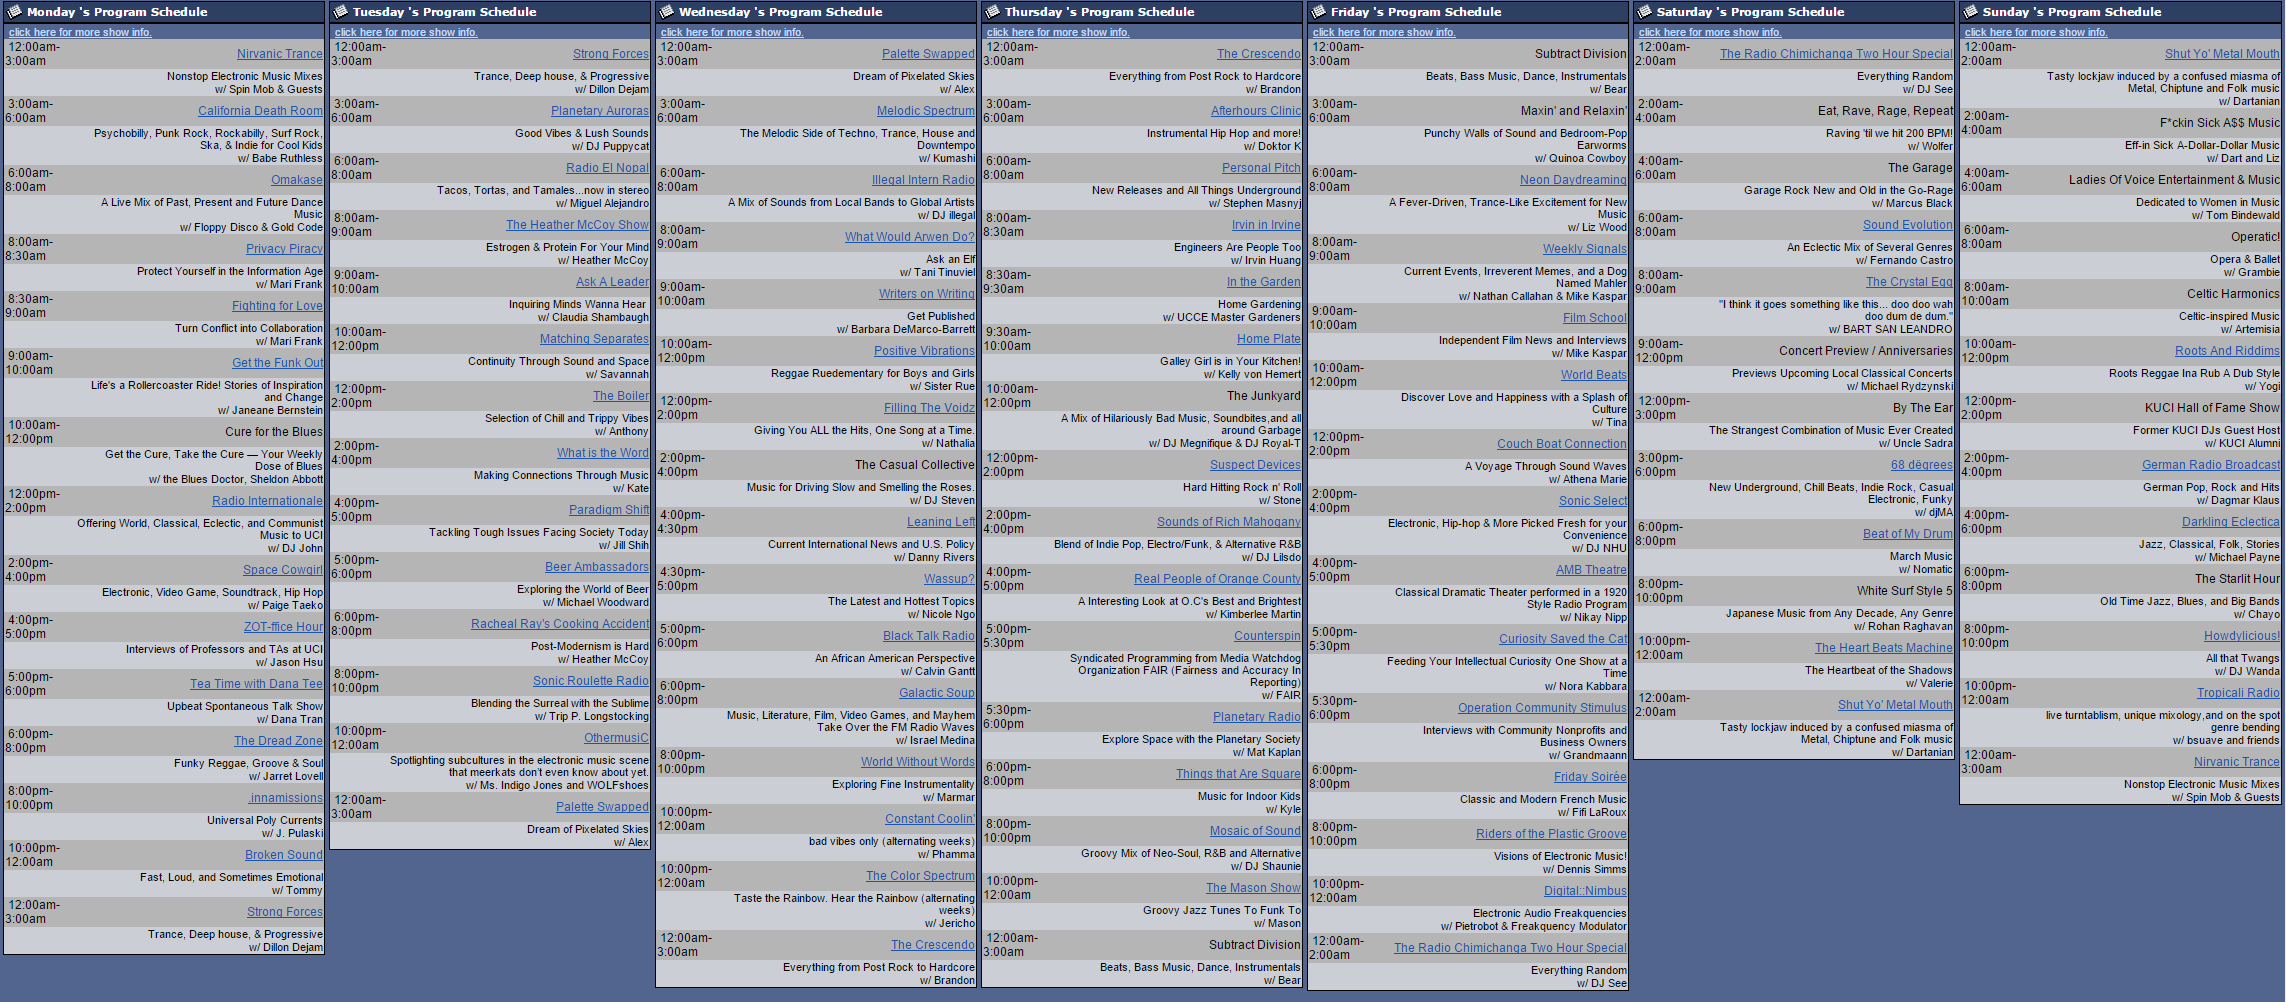 Monday 's Program Schedule
click here for more show info.
12:00am-
3:00am
Nirvanic Trance
Nonstop Electronic Music Mixes
w/ Spin Mob & Guests
3:00am-
6:00am
California Death Room
Psychobilly, Punk Rock, Rockabilly, Surf Rock,
Ska, & Indie for Cool Kids
w/ Babe Ruthless
6:00am-
8:00am
Omakase
A Live Mix of Past, Present and Future Dance
Music
w/ Floppy Disco & Gold Code
8:00am-
8:30am
Privacy Piracy
Protect Yourself in the Information Age
w/ Mari Frank
8:30am-
9:00am
Fighting for Love
Turn Conflict into Collaboration
w/ Mari Frank
9:00am-
10:00am
Get the Funk Out
Life's a Rollercoaster Ride! Stories of Inspiration
and Change
w/ Janeane Bernstein
10:00am-
12:00pm
Cure for the Blues
Get the Cure, Take the Cure — Your Weekly
Dose of Blues
w/ the Blues Doctor, Sheldon Abbott
12:00pm-
2:00pm
Radio Internationale
Offering World, Classical, Eclectic, and Communist
Music to UCI
w/ DJ John
2:00pm-
4:00pm
Space Cowgirl
Electronic, Video Game, Soundtrack, Hip Hop
w/ Paige Taeko
4:00pm-
5:00pm
ZOT-ffice Hour
Interviews of Professors and TAs at UCI
w/ Jason Hsu
5:00pm-
6:00pm
Tea Time with Dana Tee
Upbeat Spontaneous Talk Show
w/ Dana Tran
6:00pm-
8:00pm
The Dread Zone
Funky Reggae, Groove & Soul
w/ Jarret Lovell
8:00pm-
10:00pm
.innamissions
Universal Poly Currents
w/ J. Pulaski
10:00pm-
12:00am
Broken Sound
Fast, Loud, and Sometimes Emotional
w/ Tommy
12:00am-
3:00am
Strong Forces
Trance, Deep house, & Progressive
w/ Dillon Dejam
Tuesday 's Program Schedule
click here for more show info.
12:00am-
3:00am
Strong Forces
Trance, Deep house, & Progressive
w/ Dillon Dejam
3:00am-
6:00am
Planetary Auroras
Good Vibes & Lush Sounds
w/ DJ Puppycat
6:00am-
8:00am
Radio El Nopal
Tacos, Tortas, and Tamales...now in stereo
w/ Miguel Alejandro
8:00am-
9:00am
The Heather McCoy Show
Estrogen & Protein For Your Mind
w/ Heather McCoy
9:00am-
10:00am
Ask A Leader
Inquiring Minds Wanna Hear
w/ Claudia Shambaugh
10:00am-
12:00pm
Matching Separates
Continuity Through Sound and Space
w/ Savannah
12:00pm-
2:00pm
The Boiler
Selection of Chill and Trippy Vibes
w/ Anthony
2:00pm-
4:00pm
What is the Word
Making Connections Through Music
w/ Kate
4:00pm-
5:00pm
Paradigm Shift
Tackling Tough Issues Facing Society Today
w/ Jill Shih
5:00pm-
6:00pm
Beer Ambassadors
Exploring the World of Beer
w/ Michael Woodward
6:00pm-
8:00pm
Racheal Ray's Cooking Accident
Post-Modernism is Hard
w/ Heather McCoy
8:00pm-
10:00pm
Sonic Roulette Radio
Blending the Surreal with the Sublime
w/ Trip P. Longstocking
10:00pm-
12:00am
OthermusiC
Spotlighting subcultures in the electronic music scene
that meerkats don't even know about yet.
w/ Ms. Indigo Jones and WOLFshoes
12:00am-
3:00am
Palette Swapped
Dream of Pixelated Skies
w/ Alex
Wednesday 's Program Schedule
click here for more show info.
12:00am-
3:00am
Palette Swapped
Dream of Pixelated Skies
w/ Alex
3:00am-
6:00am
Melodic Spectrum
The Melodic Side of Techno, Trance, House and
Downtempo
w/ Kumashi
6:00am-
8:00am
Illegal Intern Radio
A Mix of Sounds from Local Bands to Global Artists
w/ DJ illegal
8:00am-
9:00am
What Would Arwen Do?
Ask an Elf
w/ Tani Tinuviel
9:00am-
10:00am
Writers on Writing
Get Published
w/ Barbara DeMarco-Barrett
10:00am-
12:00pm
Positive Vibrations
Reggae Ruedementary for Boys and Girls
w/ Sister Rue
12:00pm-
2:00pm
Filling The Voidz
Giving You ALL the Hits, One Song at a Time.
w/ Nathalia
2:00pm-
4:00pm
The Casual Collective
Music for Driving Slow and Smelling the Roses.
w/ DJ Steven
4:00pm-
4:30pm
Leaning Left
Current International News and U.S. Policy
w/ Danny Rivers
4:30pm-
5:00pm
Wassup?
The Latest and Hottest Topics
w/ Nicole Ngo
5:00pm-
6:00pm
Black Talk Radio
An African American Perspective
w/ Calvin Gantt
6:00pm-
8:00pm
Galactic Soup
Music, Literature, Film, Video Games, and Mayhem
Take Over the FM Radio Waves
w/ Israel Medina
8:00pm-
10:00pm
World Without Words
Exploring Fine Instrumentality
w/ Marmar
10:00pm-
12:00am
Constant Coolin'
bad vibes only (alternating weeks)
w/ Phamma
10:00pm-
12:00am
The Color Spectrum
Taste the Rainbow. Hear the Rainbow (alternating
weeks)
w/ Jericho
12:00am-
3:00am
The Crescendo
Everything from Post Rock to Hardcore
w/ Brandon
Thursday 's Program Schedule
click here for more show info.
12:00am-
3:00am
The Crescendo
Everything from Post Rock to Hardcore
w/ Brandon
3:00am-
6:00am
Afterhours Clinic
Instrumental Hip Hop and more!
w/ Doktor K
6:00am-
8:00am
Personal Pitch
New Releases and All Things Underground
w/ Stephen Masnyj
8:00am-
8:30am
Irvin in Irvine
Engineers Are People Too
w/ Irvin Huang
8:30am-
9:30am
In the Garden
Home Gardening
w/ UCCE Master Gardeners
9:30am-
10:00am
Home Plate
Galley Girl is in Your Kitchen!
w/ Kelly von Hemert
10:00am-
12:00pm
The Junkyard
A Mix of Hilariously Bad Music, Soundbites,and all
around Garbage
w/ DJ Megnifique & DJ Royal-T
12:00pm-
2:00pm
Suspect Devices
Hard Hitting Rock n' Roll
w/ Stone
2:00pm-
4:00pm
Sounds of Rich Mahogany
Blend of Indie Pop, Electro/Funk, & Alternative R&B
w/ DJ Lilsdo
4:00pm-
5:00pm
Real People of Orange County
A Interesting Look at O.C's Best and Brightest
w/ Kimberlee Martin
5:00pm-
5:30pm
Counterspin
Syndicated Programming from Media Watchdog
Organization FAIR (Fairness and Accuracy In
Reporting)
w/ FAIR
5:30pm-
6:00pm
Planetary Radio
Explore Space with the Planetary Society
w/ Mat Kaplan
6:00pm-
8:00pm
Things that Are Square
Music for Indoor Kids
w/ Kyle
8:00pm-
10:00pm
Mosaic of Sound
Groovy Mix of Neo-Soul, R&B and Alternative
w/ DJ Shaunie
10:00pm-
12:00am
The Mason Show
Groovy Jazz Tunes To Funk To
w/ Mason
12:00am-
3:00am
Subtract Division
Beats, Bass Music, Dance, Instrumentals
w/ Bear
Friday 's Program Schedule
click here for more show info.
12:00am-
3:00am
Subtract Division
Beats, Bass Music, Dance, Instrumentals
w/ Bear
3:00am-
6:00am
Maxin' and Relaxin'
Punchy Walls of Sound and Bedroom-Pop
Earworms
w/ Quinoa Cowboy
6:00am-
8:00am
Neon Daydreaming
A Fever-Driven, Trance-Like Excitement for New
Music
w/ Liz Wood
8:00am-
9:00am
Weekly Signals
Current Events, Irreverent Memes, and a Dog
Named Mahler
w/ Nathan Callahan & Mike Kaspar
9:00am-
10:00am
Film School
Independent Film News and Interviews
w/ Mike Kaspar
10:00am-
12:00pm
World Beats
Discover Love and Happiness with a Splash of
Culture
w/ Tina
12:00pm-
2:00pm
Couch Boat Connection
A Voyage Through Sound Waves
w/ Athena Marie
2:00pm-
4:00pm
Sonic Select
Electronic, Hip-hop & More Picked Fresh for your
Convenience
w/ DJ NHU
4:00pm-
5:00pm
AMB Theatre
Classical Dramatic Theater performed in a 1920
Style Radio Program
w/ Nikay Nipp
5:00pm-
5:30pm
Curiosity Saved the Cat
Feeding Your Intellectual Curiosity One Show at a
Time
w/ Nora Kabbara
5:30pm-
6:00pm
Operation Community Stimulus
Interviews with Community Nonprofits and
Business Owners
w/ Grandmaann
6:00pm-
8:00pm
Friday Soirée
Classic and Modern French Music
w/ Fifi LaRoux
8:00pm-
10:00pm
Riders of the Plastic Groove
Visions of Electronic Music!
w/ Dennis Simms
10:00pm-
12:00am
Digital::Nimbus
Electronic Audio Freakquencies
w/ Pietrobot & Freakquency Modulator
12:00am-
2:00am
The Radio Chimichanga Two Hour Special
Everything Random
w/ DJ See
Saturday 's Program Schedule
click here for more show info.
12:00am-
2:00am
The Radio Chimichanga Two Hour Special
Everything Random
w/ DJ See
2:00am-
4:00am
Eat, Rave, Rage, Repeat
Raving 'til we hit 200 BPM!
w/ Wolfer
4:00am-
6:00am
The Garage
Garage Rock New and Old in the Go-Rage
w/ Marcus Black
6:00am-
8:00am
Sound Evolution
An Eclectic Mix of Several Genres
w/ Fernando Castro
8:00am-
9:00am
The Crystal Egg
"I think it goes something like this... doo doo wah
doo dum de dum."
w/ BART SAN LEANDRO
9:00am-
12:00pm
Concert Preview / Anniversaries
Previews Upcoming Local Classical Concerts
w/ Michael Rydzynski
12:00pm-
3:00pm
By The Ear
The Strangest Combination of Music Ever Created
w/ Uncle Sadra
3:00pm-
6:00pm
68 dëgrees
New Underground, Chill Beats, Indie Rock, Casual
Electronic, Funky
w/ djMA
6:00pm-
8:00pm
Beat of My Drum
March Music
w/ Nomatic
8:00pm-
10:00pm
White Surf Style 5
Japanese Music from Any Decade, Any Genre
w/ Rohan Raghavan
10:00pm-
12:00am
The Heart Beats Machine
The Heartbeat of the Shadows
w/ Valerie
12:00am-
2:00am
Shut Yo' Metal Mouth
Tasty lockjaw induced by a confused miasma of
Metal, Chiptune and Folk music
w/ Dartanian
Sunday 's Program Schedule
click here for more show info.
12:00am-
2:00am
Shut Yo' Metal Mouth
Tasty lockjaw induced by a confused miasma of
Metal, Chiptune and Folk music
w/ Dartanian
2:00am-
4:00am
F*ckin Sick A$$ Music
Eff-in Sick A-Dollar-Dollar Music
w/ Dart and Liz
4:00am-
6:00am
Ladies Of Voice Entertainment & Music
Dedicated to Women in Music
w/ Tom Bindewald
6:00am-
8:00am
Operatic!
Opera & Ballet
w/ Grambie
8:00am-
10:00am
Celtic Harmonics
Celtic-inspired Music
w/ Artemisia
10:00am-
12:00pm
Roots And Riddims
Roots Reggae Ina Rub A Dub Style
w/ Yogi
12:00pm-
2:00pm
KUCI Hall of Fame Show
Former KUCI DJs Guest Host
w/ KUCI Alumni
2:00pm-
4:00pm
German Radio Broadcast
German Pop, Rock and Hits
w/ Dagmar Klaus
4:00pm-
6:00pm
Darkling Eclectica
Jazz, Classical, Folk, Stories
w/ Michael Payne
6:00pm-
8:00pm
The Starlit Hour
Old Time Jazz, Blues, and Big Bands
w/ Chayo
8:00pm-
10:00pm
Howdylicious!
All that Twangs
w/ DJ Wanda
10:00pm-
12:00am
Tropicali Radio
live turntablism, unique mixology,and on the spot
genre bending
w/ bsuave and friends
12:00am-
3:00am
Nirvanic Trance
Nonstop Electronic Music Mixes
w/ Spin Mob & Guests